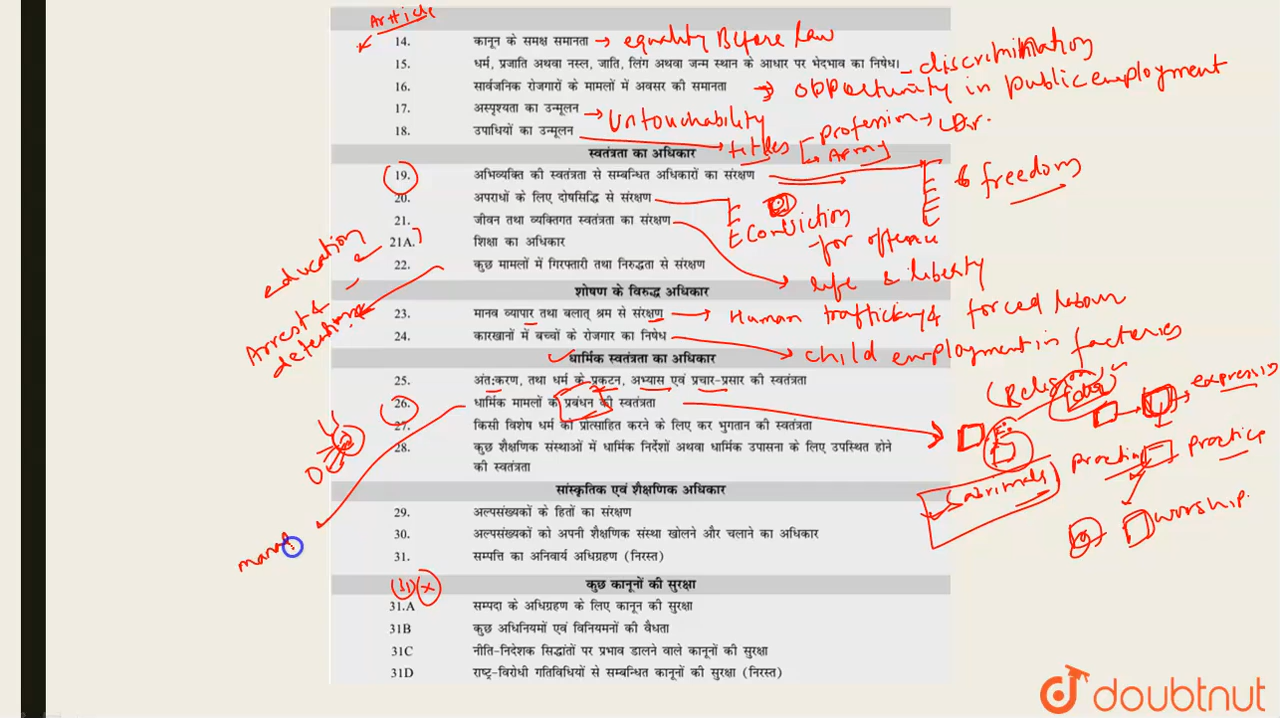 Article
14. कानून के समक्ष समानता → equality Before Law
15. धर्म, प्रजाति अथवा नस्ल, जाति, लिंग अथवा जन्म स्थान के आधार पर भेदभाव का निषेध। - discrimination
16. सार्वजनिक रोजगारों के मामलों में अवसर की समानता → opportunity in public employment
17. अस्पृश्यता का उन्मूलन → Untouchability
18. उपाधियों का उन्मूलन → titles [ profession → Dr.
→ Army
स्वतंत्रता का अधिकार
19. अभिव्यक्ति की स्वतंत्रता से सम्बन्धित अधिकारों का संरक्षण 6 freedom
20. अपराधों के लिए दोषसिद्धि से संरक्षण conviction
for offence
21. जीवन तथा व्यक्तिगत स्वतंत्रता का संरक्षण life & liberty
education 21A. शिक्षा का अधिकार
Arrest & detention 22. कुछ मामलों में गिरफ्तारी तथा निरुद्धता से संरक्षण
शोषण के विरुद्ध अधिकार
23. मानव व्यापार तथा बलात् श्रम से संरक्षण → Human trafficking & forced labour
24. कारखानों में बच्चों के रोजगार का निषेध → child employment in factories
धार्मिक स्वतंत्रता का अधिकार
(Religion)
25. अंत:करण, तथा धर्म के प्रकटन, अभ्यास एवं प्रचार-प्रसार की स्वतंत्रता
expression
26. धार्मिक मामलों के प्रबंधन की स्वतंत्रता
27. किसी विशेष धर्म को प्रोत्साहित करने के लिए कर भुगतान की स्वतंत्रता
practice
28. कुछ शैक्षणिक संस्थाओं में धार्मिक निर्देशों अथवा धार्मिक उपासना के लिए उपस्थित होने
की स्वतंत्रता
Sabrimala
worship.
सांस्कृतिक एवं शैक्षणिक अधिकार
29. अल्पसंख्यकों के हितों का संरक्षण
30. अल्पसंख्यकों को अपनी शैक्षणिक संस्था खोलने और चलाने का अधिकार
31. सम्पत्ति का अनिवार्य अधिग्रहण (निरस्त)
(31) (x) कुछ कानूनों की सुरक्षा
31.A सम्पदा के अधिग्रहण के लिए कानून की सुरक्षा
31B कुछ अधिनियमों एवं विनियमनों की वैधता
31C नीति-निदेशक सिद्धांतों पर प्रभाव डालने वाले कानूनों की सुरक्षा
31D राष्ट्र-विरोधी गतिविधियों से सम्बन्धित कानूनों की सुरक्षा (निरस्त)
doubtnut